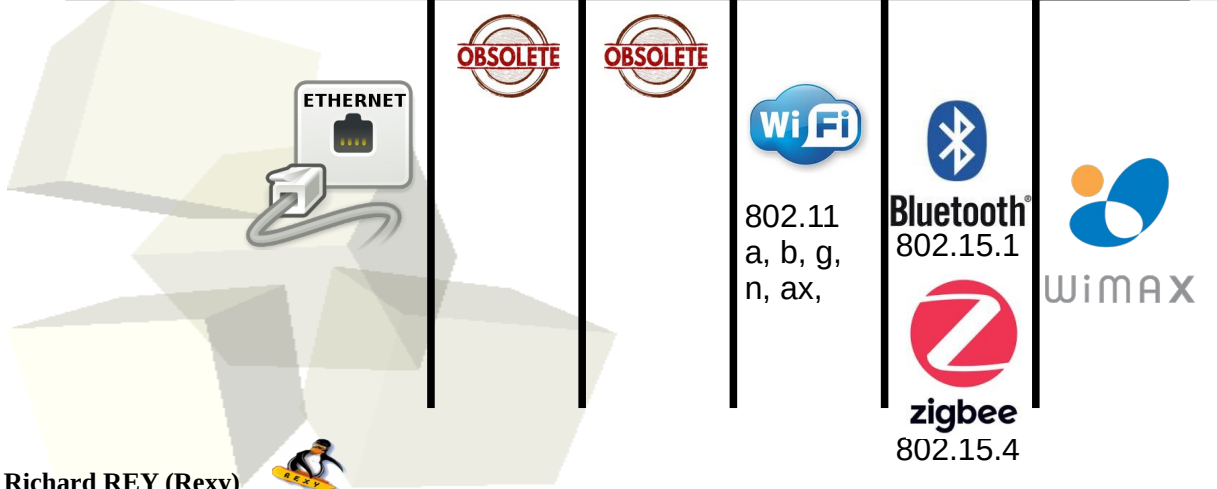 OBSOLETE
OBSOLETE
ETHERNET
Wi Fi
802.11
a, b, g,
n, ax,
Bluetooth®
802.15.1
zigbee
802.15.4
WiMAX
Richard REY (Rexy)
REXY